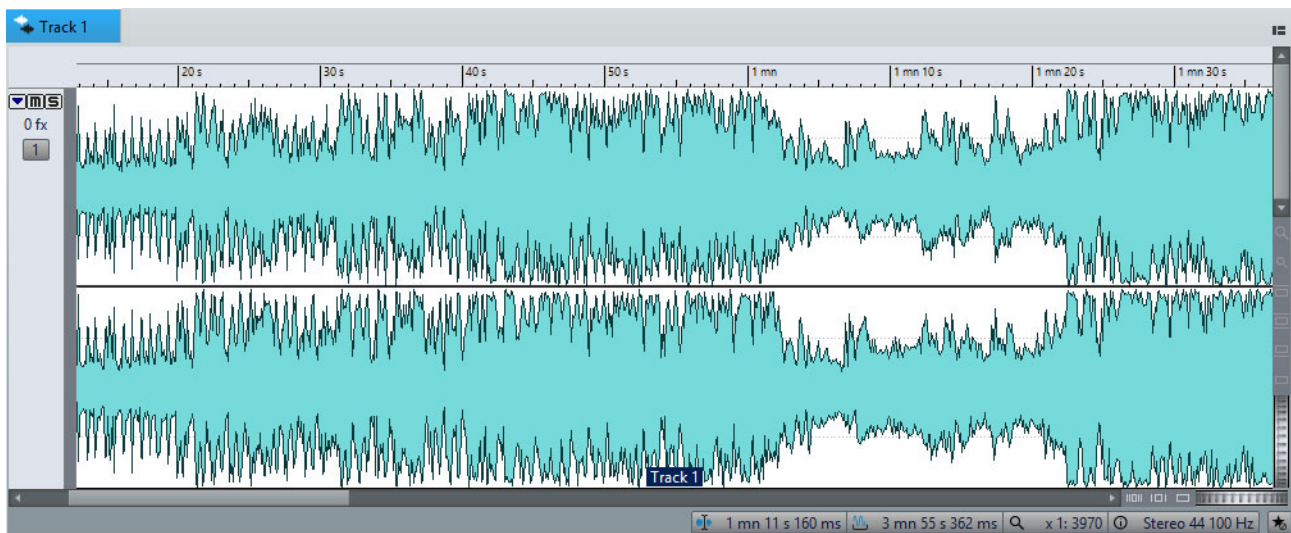 Track 1
20 s 30 s 40 s 50 s 1 mn 1 mn 10 s 1 mn 20 s 1 mn 30 s
m S
0 fx
1
Track 1
1 mn 11 s 160 ms 3 mn 55 s 362 ms x 1: 3970 Stereo 44 100 Hz